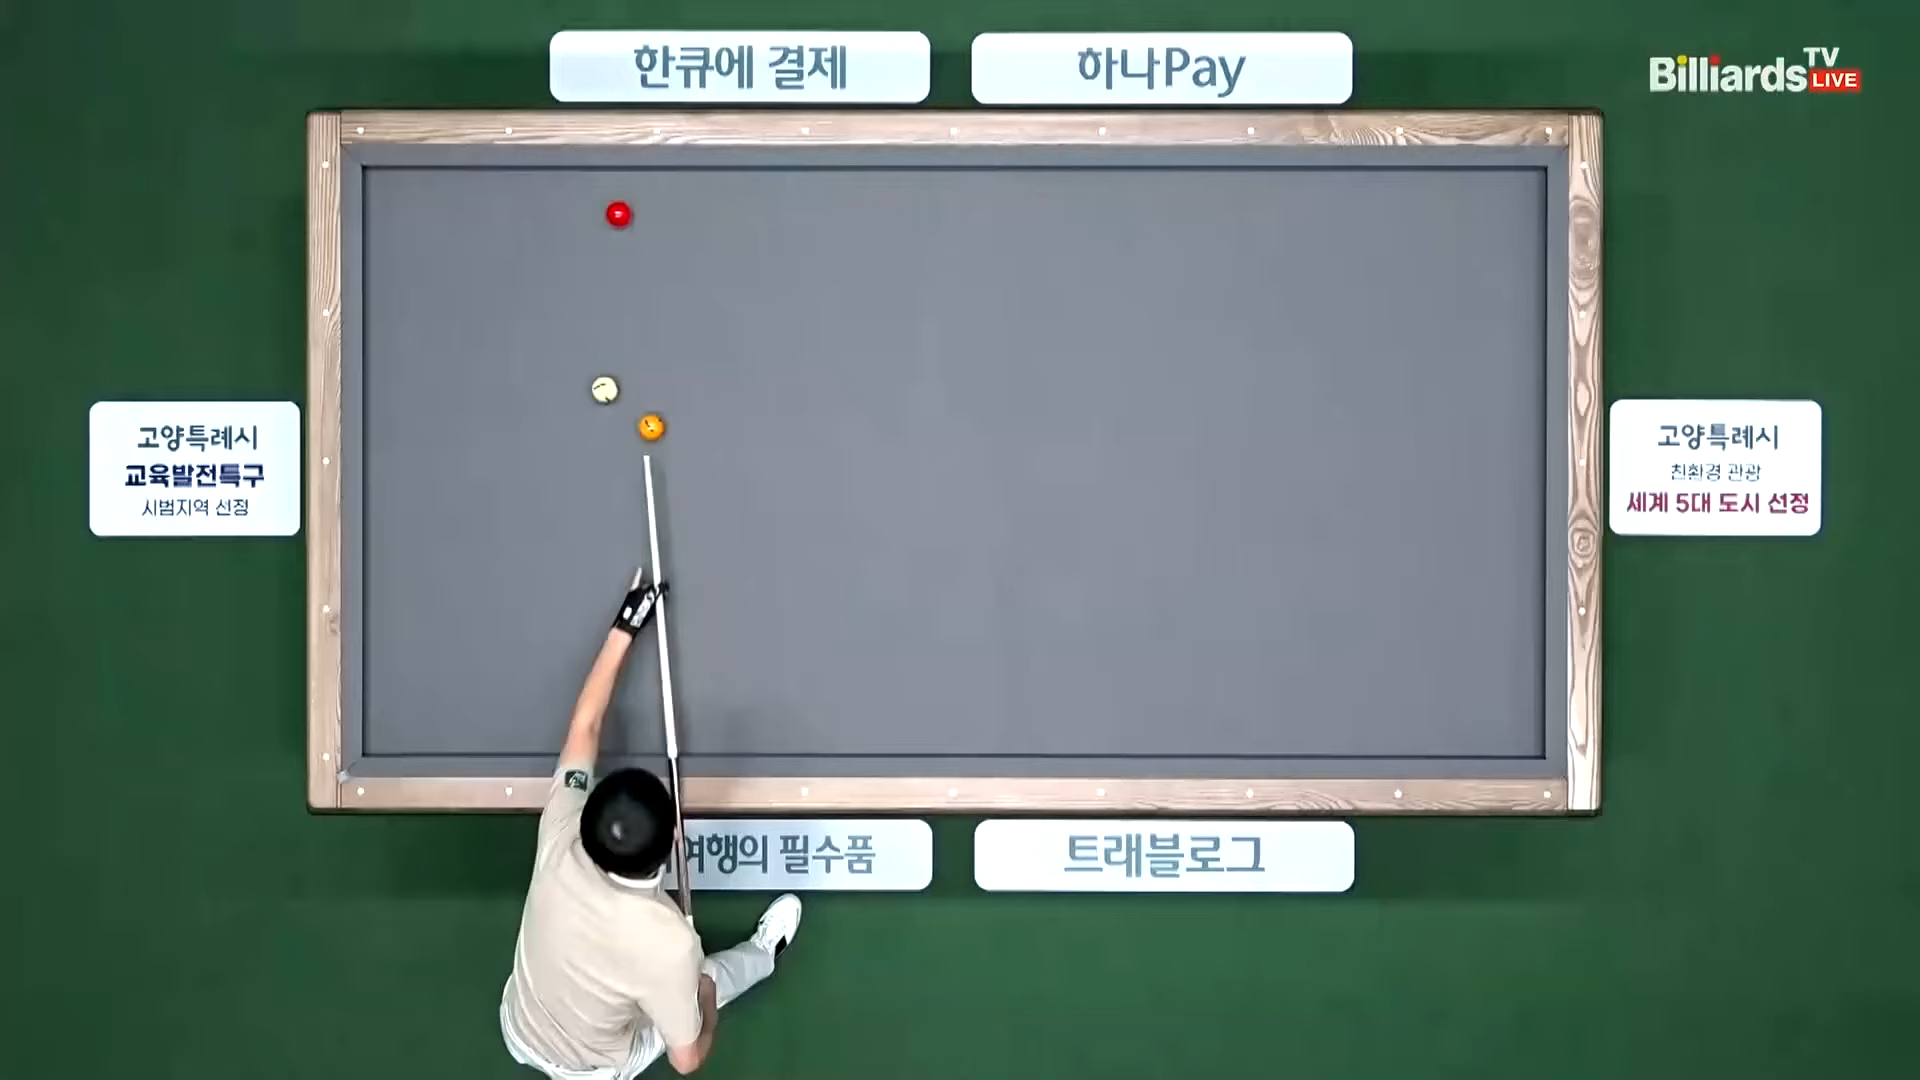 한큐에 결제
하나Pay
Billiards TV
LIVE
고양특례시
교육발전특구
시범지역 선정
고양특례시
친환경 관광
세계 5대 도시 선정
여행의 필수품
트래블로그